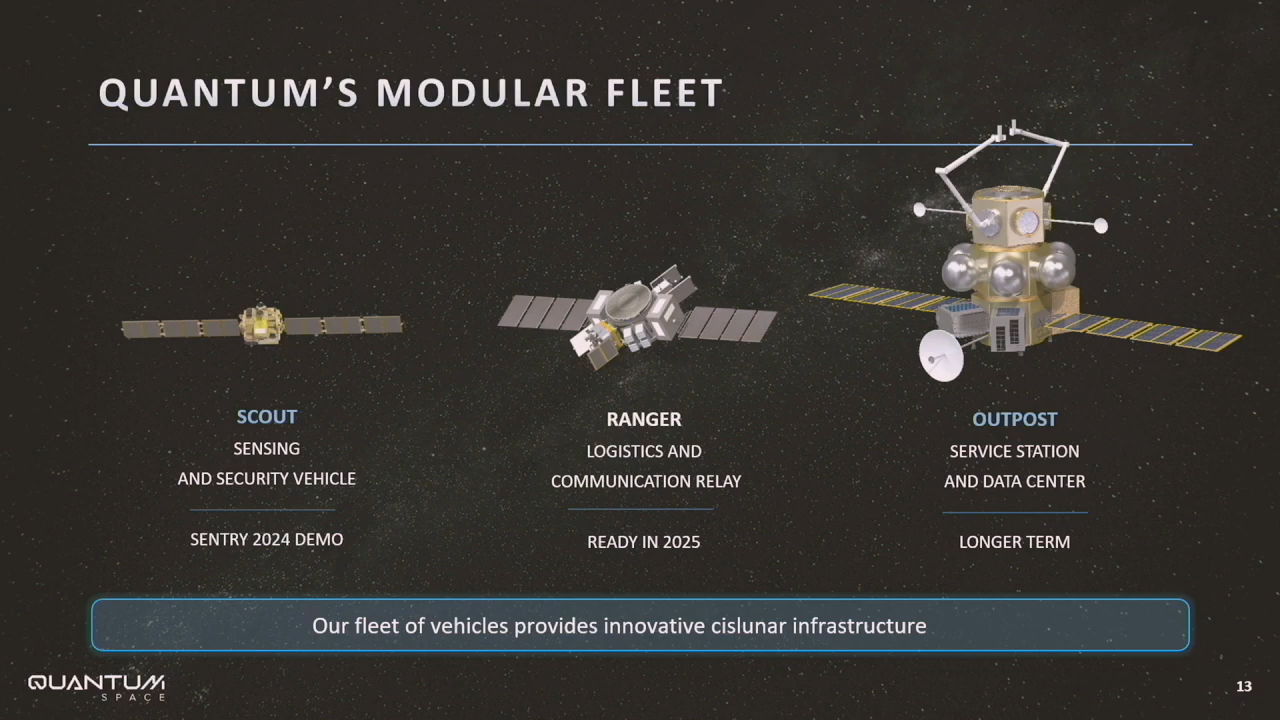 QUANTUM'S MODULAR FLEET
SCOUT
SENSING
AND SECURITY VEHICLE
SENTRY 2024 DEMO
RANGER
LOGISTICS AND
COMMUNICATION RELAY
READY IN 2025
OUTPOST
SERVICE STATION
AND DATA CENTER
LONGER TERM
Our fleet of vehicles provides innovative cislunar infrastructure
QUANTUM
SPACE
13